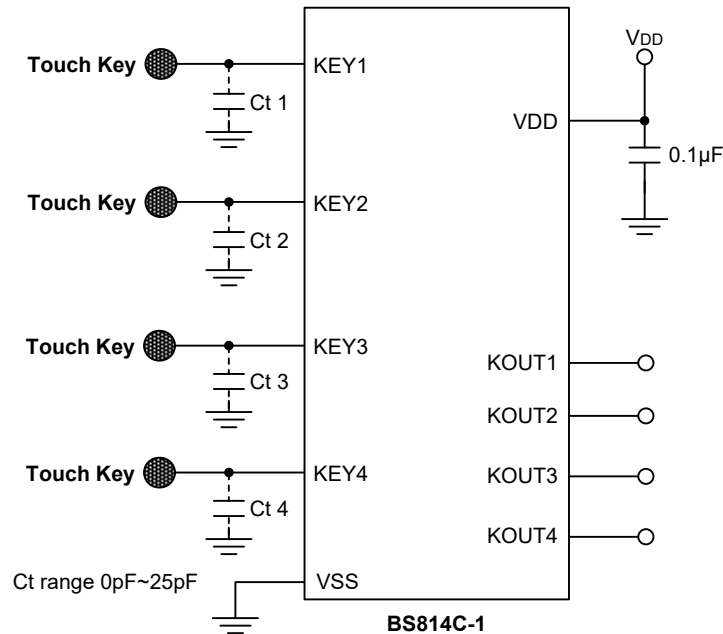 Touch Key
KEY1
Ct 1
VDD
VDD
0.1µF
Touch Key
KEY2
Ct 2
Touch Key
KEY3
Ct 3
KOUT1
KOUT2
Touch Key
KEY4
Ct 4
KOUT3
KOUT4
Ct range 0pF~25pF
VSS
BS814C-1